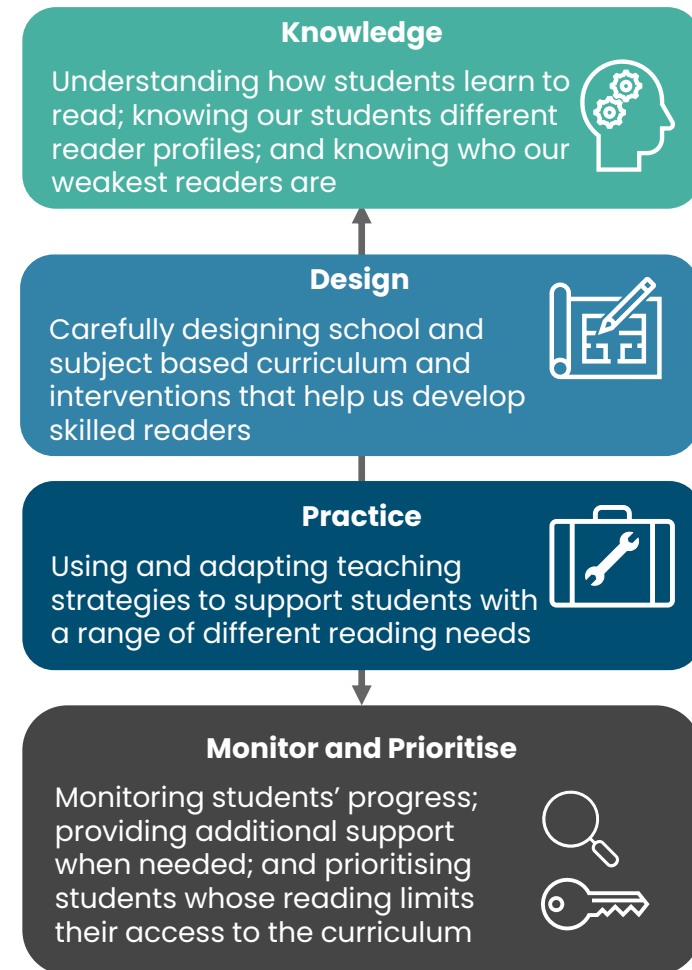 Knowledge
Understanding how students learn to
read; knowing our students different
reader profiles; and knowing who our
weakest readers are
Design
Carefully designing school and
subject based curriculum and
interventions that help us develop
skilled readers
Practice
Using and adapting teaching
strategies to support students with
a range of different reading needs
Monitor and Prioritise
Monitoring students’ progress;
providing additional support
when needed; and prioritising
students whose reading limits
their access to the curriculum